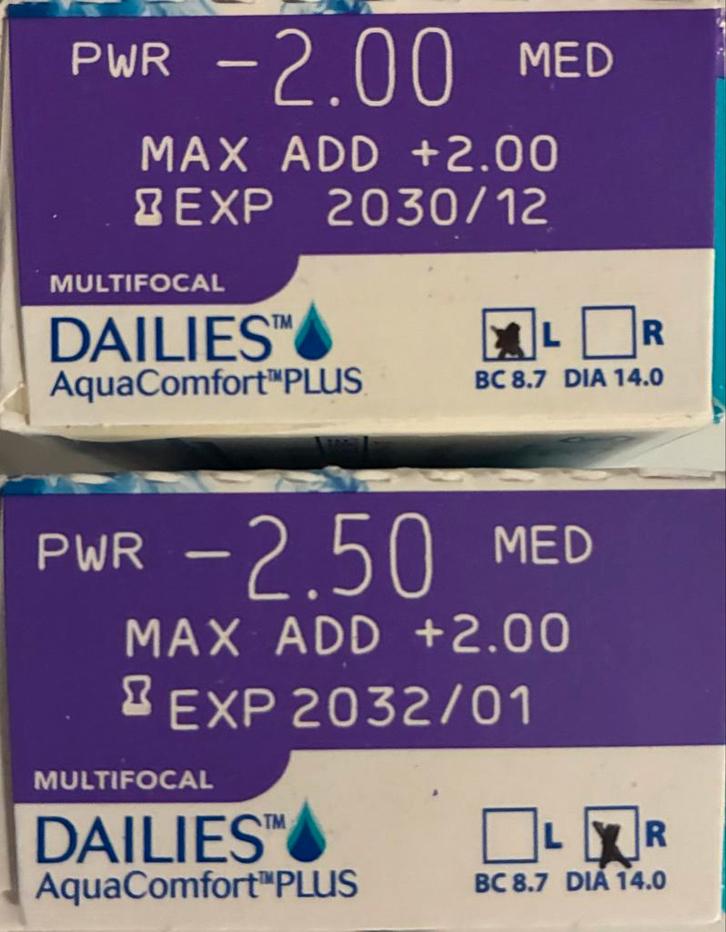 PWR -2.00 MED
MAX ADD +2.00
EXP 2030/12
MULTIFOCAL
DAILIES™
AquaComfort™PLUS
L R
BC 8.7 DIA 14.0
PWR -2.50 MED
MAX ADD +2.00
EXP 2032/01
MULTIFOCAL
DAILIES™
AquaComfort™PLUS
L R
BC 8.7 DIA 14.0